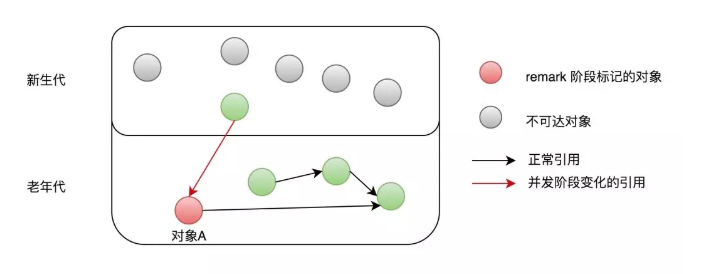 新生代
remark 阶段标记的对象
不可达对象
正常引用
老年代
并发阶段变化的引用
对象A